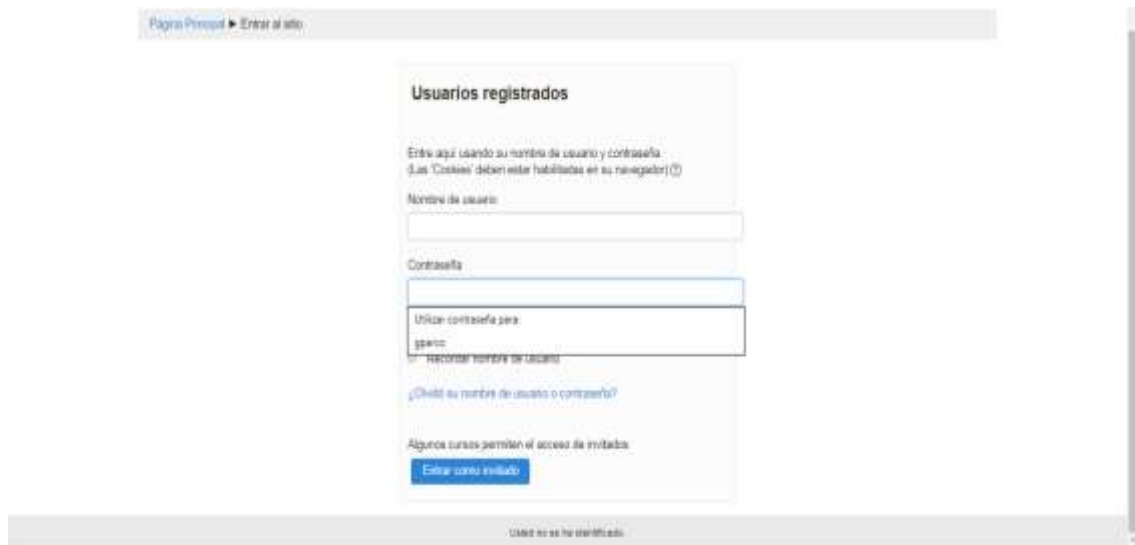 Página Principal ► Entrar al sitio
Usuarios registrados
Entre aquí usando su nombre de usuario y contraseña
(Las 'Cookies' deben estar habilitadas en su navegador)
Nombre de usuario
Contraseña
Utilizar contraseña para:
Recordar nombre de usuario
¿Olvidó su nombre de usuario o contraseña?
Algunos cursos permiten el acceso de invitados
Entrar como invitado
Usted no se ha identificado.